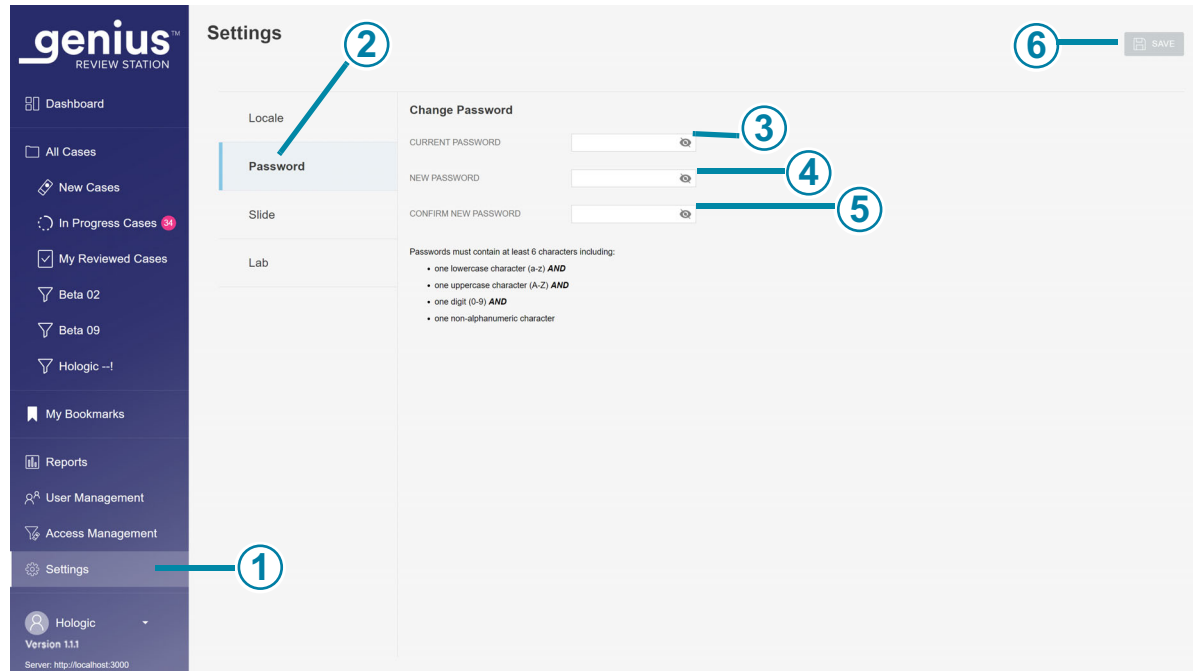 genius™
REVIEW STATION
Dashboard
All Cases
New Cases
In Progress Cases 34
My Reviewed Cases
Beta 02
Beta 09
Hologic --!
My Bookmarks
Reports
User Management
Access Management
Settings
1
Hologic
Version 1.1.1
Server: http://localhost:3000
Settings
2
6
SAVE
Locale
Password
Slide
Lab
Change Password
CURRENT PASSWORD
3
NEW PASSWORD
4
CONFIRM NEW PASSWORD
5
Passwords must contain at least 6 characters including:
• one lowercase character (a-z) AND
• one uppercase character (A-Z) AND
• one digit (0-9) AND
• one non-alphanumeric character